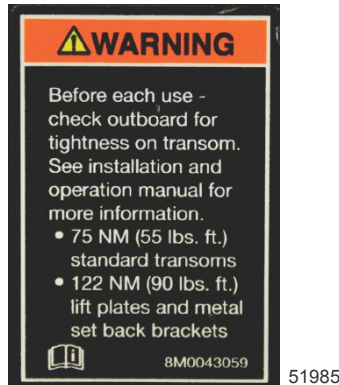 WARNING
Before each use -
check outboard for
tightness on transom.
See installation and
operation manual for
more information.
• 75 NM (55 lbs. ft.)
standard transoms
• 122 NM (90 lbs. ft.)
lift plates and metal
set back brackets
8M0043059
51985